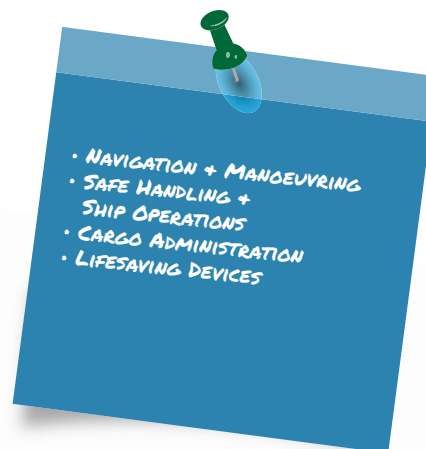 • Navigation & Manoeuvring
• Safe Handling &
Ship Operations
• Cargo Administration
• Lifesaving Devices